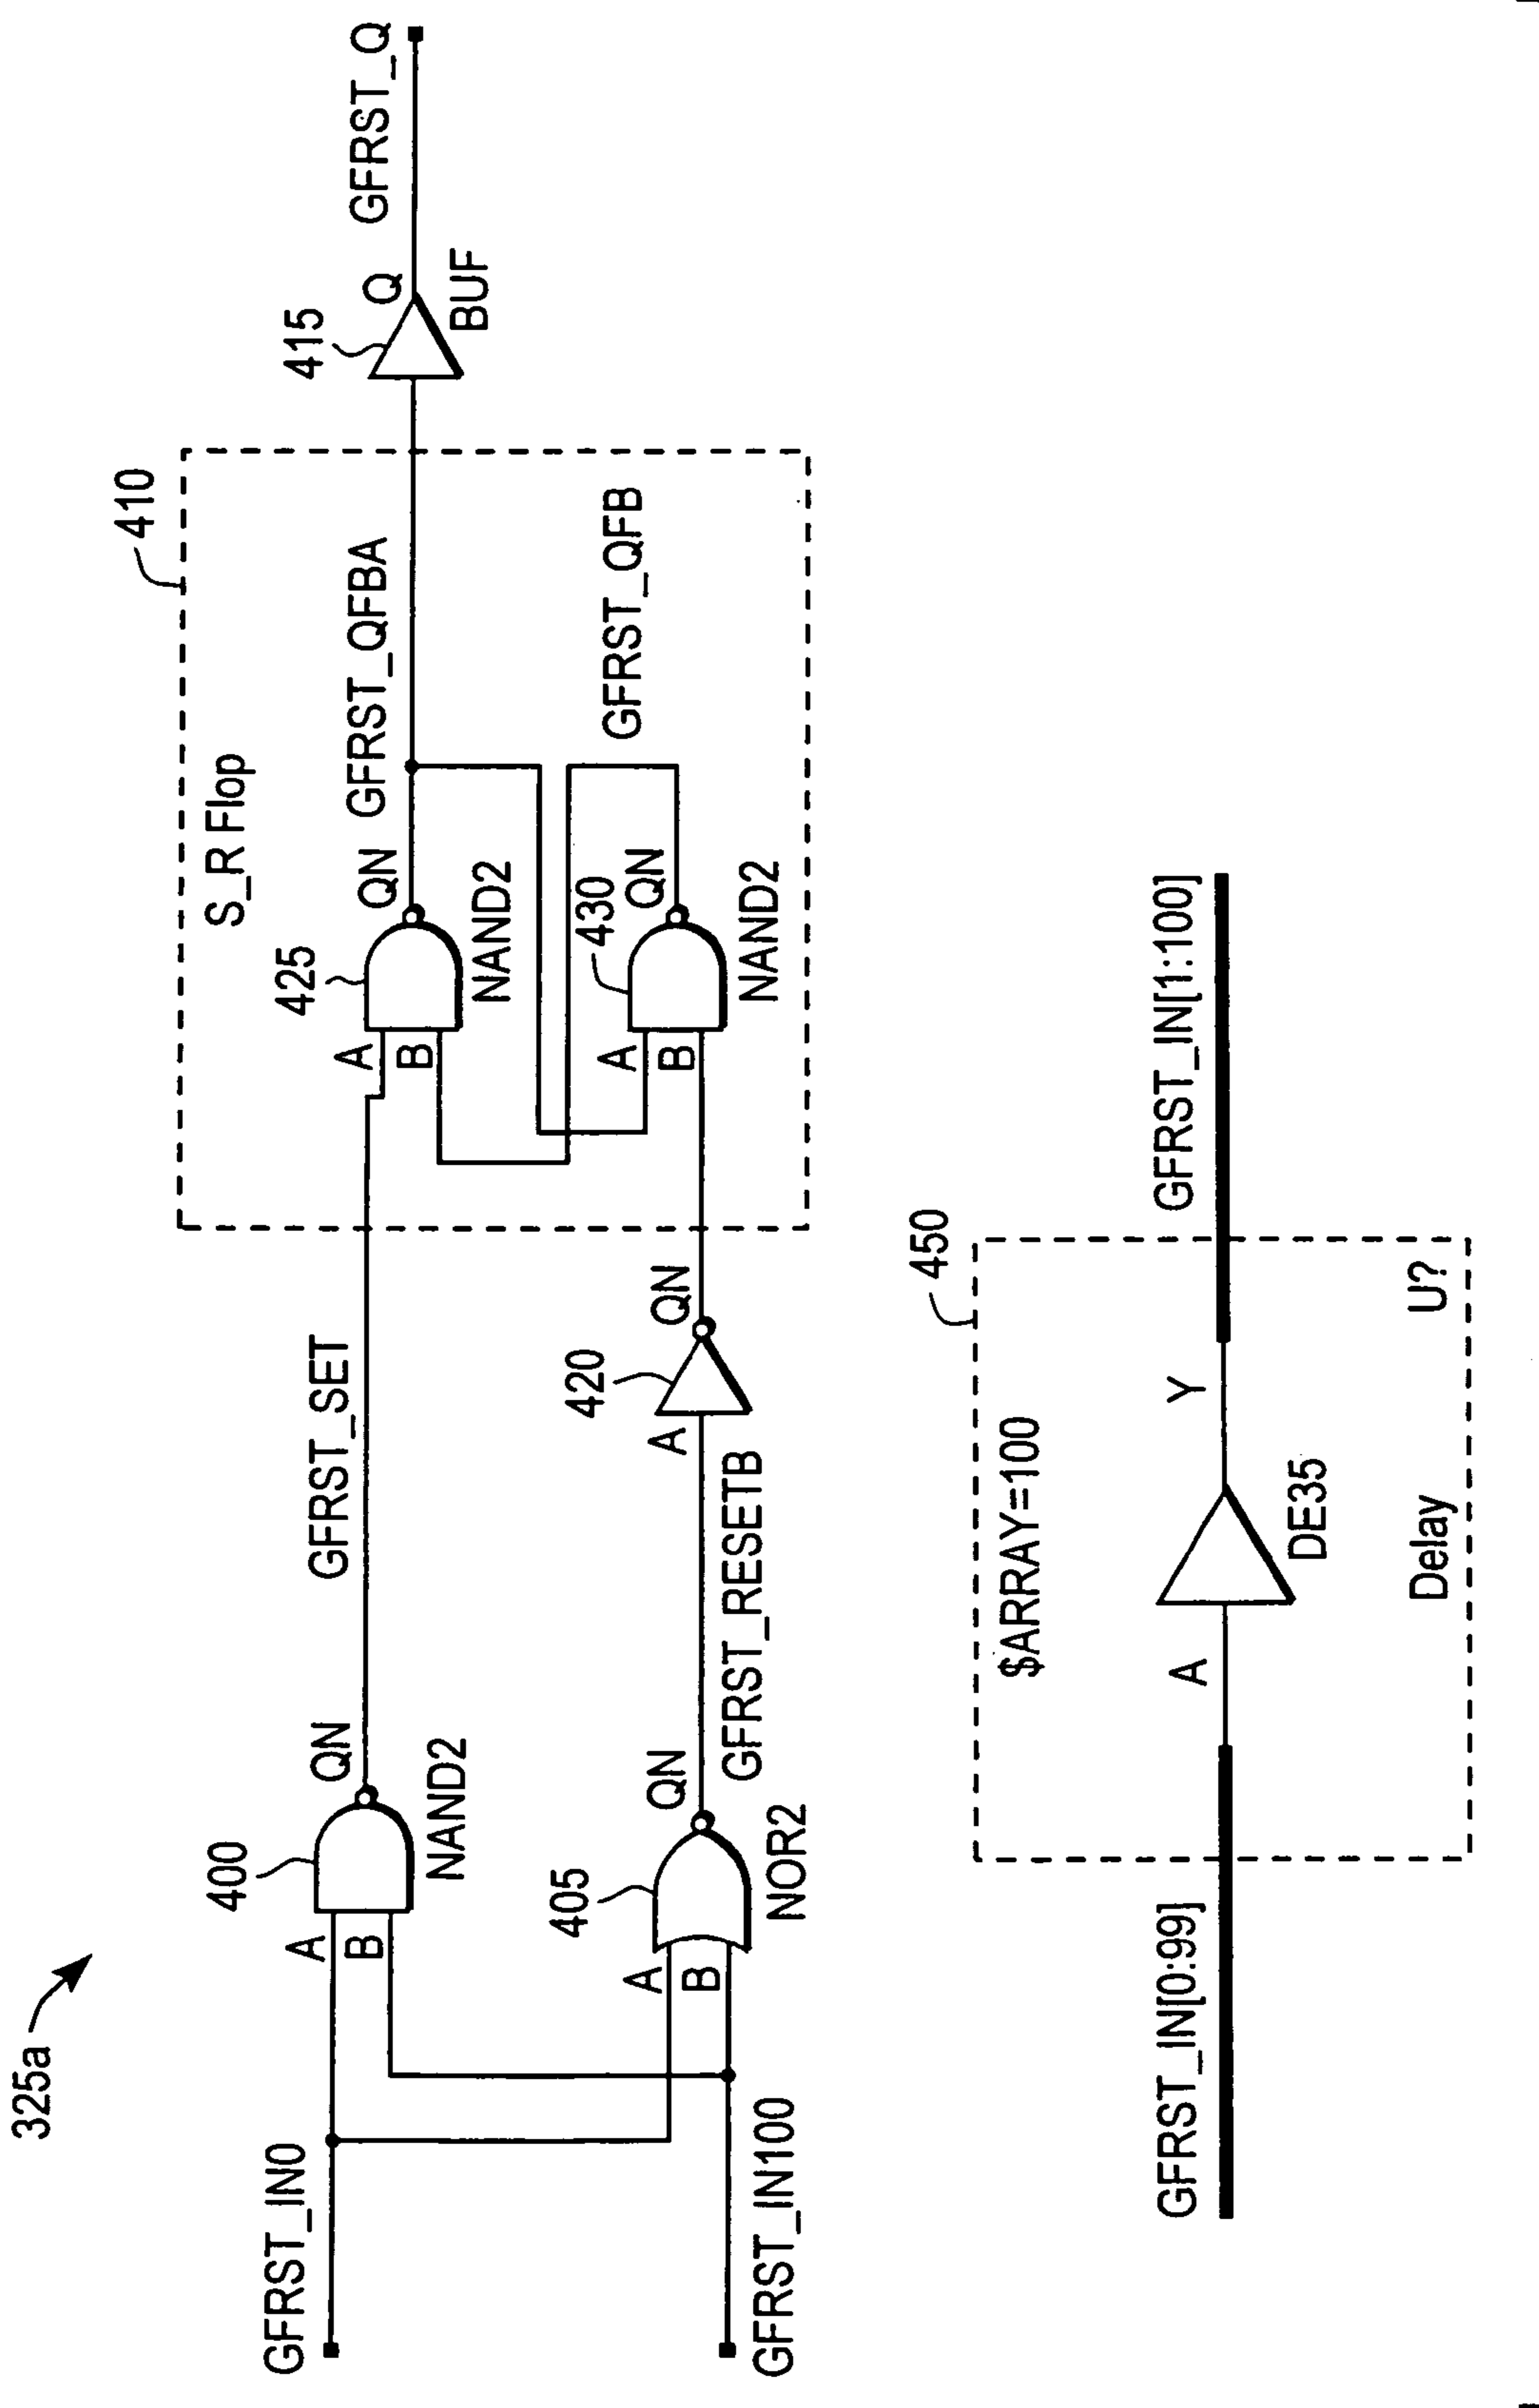 325a
GFRST_IN0
GFRST_IN100
A
B
400
QN
NAND2
A
B
405
QN
NOR2
GFRST_SET
GFRST_RESETB
A
420
QN
410
S_R Flop
A
B
425
QN
NAND2
GFRST_QFBA
A
B
430
QN
NAND2
GFRST_QFB
415
Q
BUF
GFRST_Q
GFRST_IN[0:99]
450
$ARRAY=100
A
Y
DE35
Delay
U?
GFRST_IN[1:100]